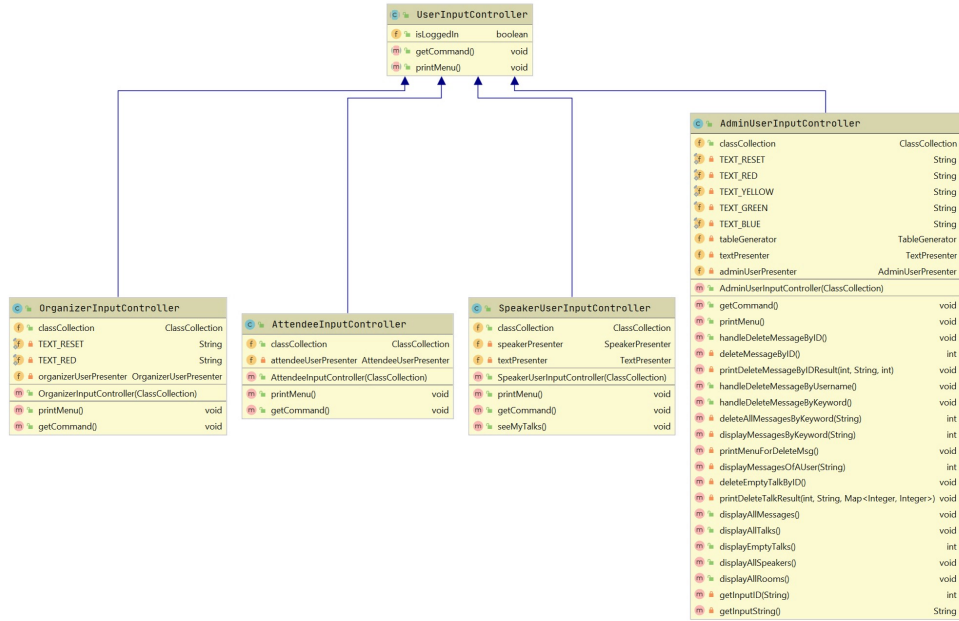 UserInputController
isLoggedIn boolean
getCommand() void
printMenu() void
AdminUserInputController
classCollection ClassCollection
TEXT_RESET String
TEXT_RED String
TEXT_YELLOW String
TEXT_GREEN String
TEXT_BLUE String
tableGenerator TableGenerator
textPresenter TextPresenter
adminUserPresenter AdminUserPresenter
AdminUserInputController(ClassCollection)
getCommand() void
printMenu() void
handleDeleteMessageByID() void
deleteMessageByID() int
printDeleteMessageByIDResult(int, String, int) void
handleDeleteMessageByUsername() void
handleDeleteMessageByKeyword() void
deleteAllMessagesByKeyword(String) int
displayMessagesByKeyword(String) int
printMenuForDeleteMsg() void
displayMessagesOfAUser(String) int
deleteEmptyTalkByID() void
printDeleteTalkResult(int, String, Map<Integer, Integer>) void
displayAllMessages() void
displayAllTalks() void
displayEmptyTalks() int
displayAllSpeakers() void
displayAllRooms() void
getInputID(String) int
getInputString() String
OrganizerInputController
classCollection ClassCollection
TEXT_RESET String
TEXT_RED String
organizerUserPresenter OrganizerUserPresenter
OrganizerInputController(ClassCollection)
printMenu() void
getCommand() void
AttendeeInputController
classCollection ClassCollection
attendeeUserPresenter AttendeeUserPresenter
AttendeeInputController(ClassCollection)
printMenu() void
getCommand() void
SpeakerUserInputController
classCollection ClassCollection
speakerPresenter SpeakerPresenter
textPresenter TextPresenter
SpeakerUserInputController(ClassCollection)
printMenu() void
getCommand() void
seeMyTalks() void